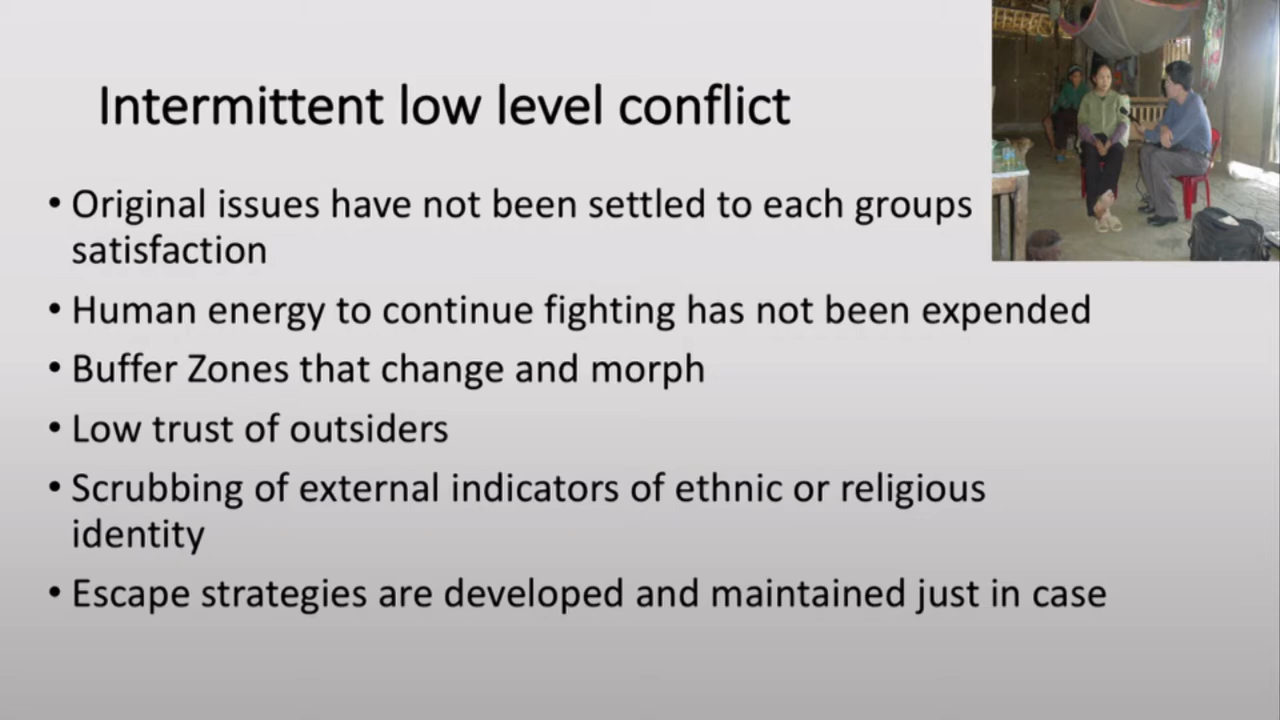 Intermittent low level conflict
• Original issues have not been settled to each groups
satisfaction
• Human energy to continue fighting has not been expended
• Buffer Zones that change and morph
• Low trust of outsiders
• Scrubbing of external indicators of ethnic or religious
identity
• Escape strategies are developed and maintained just in case